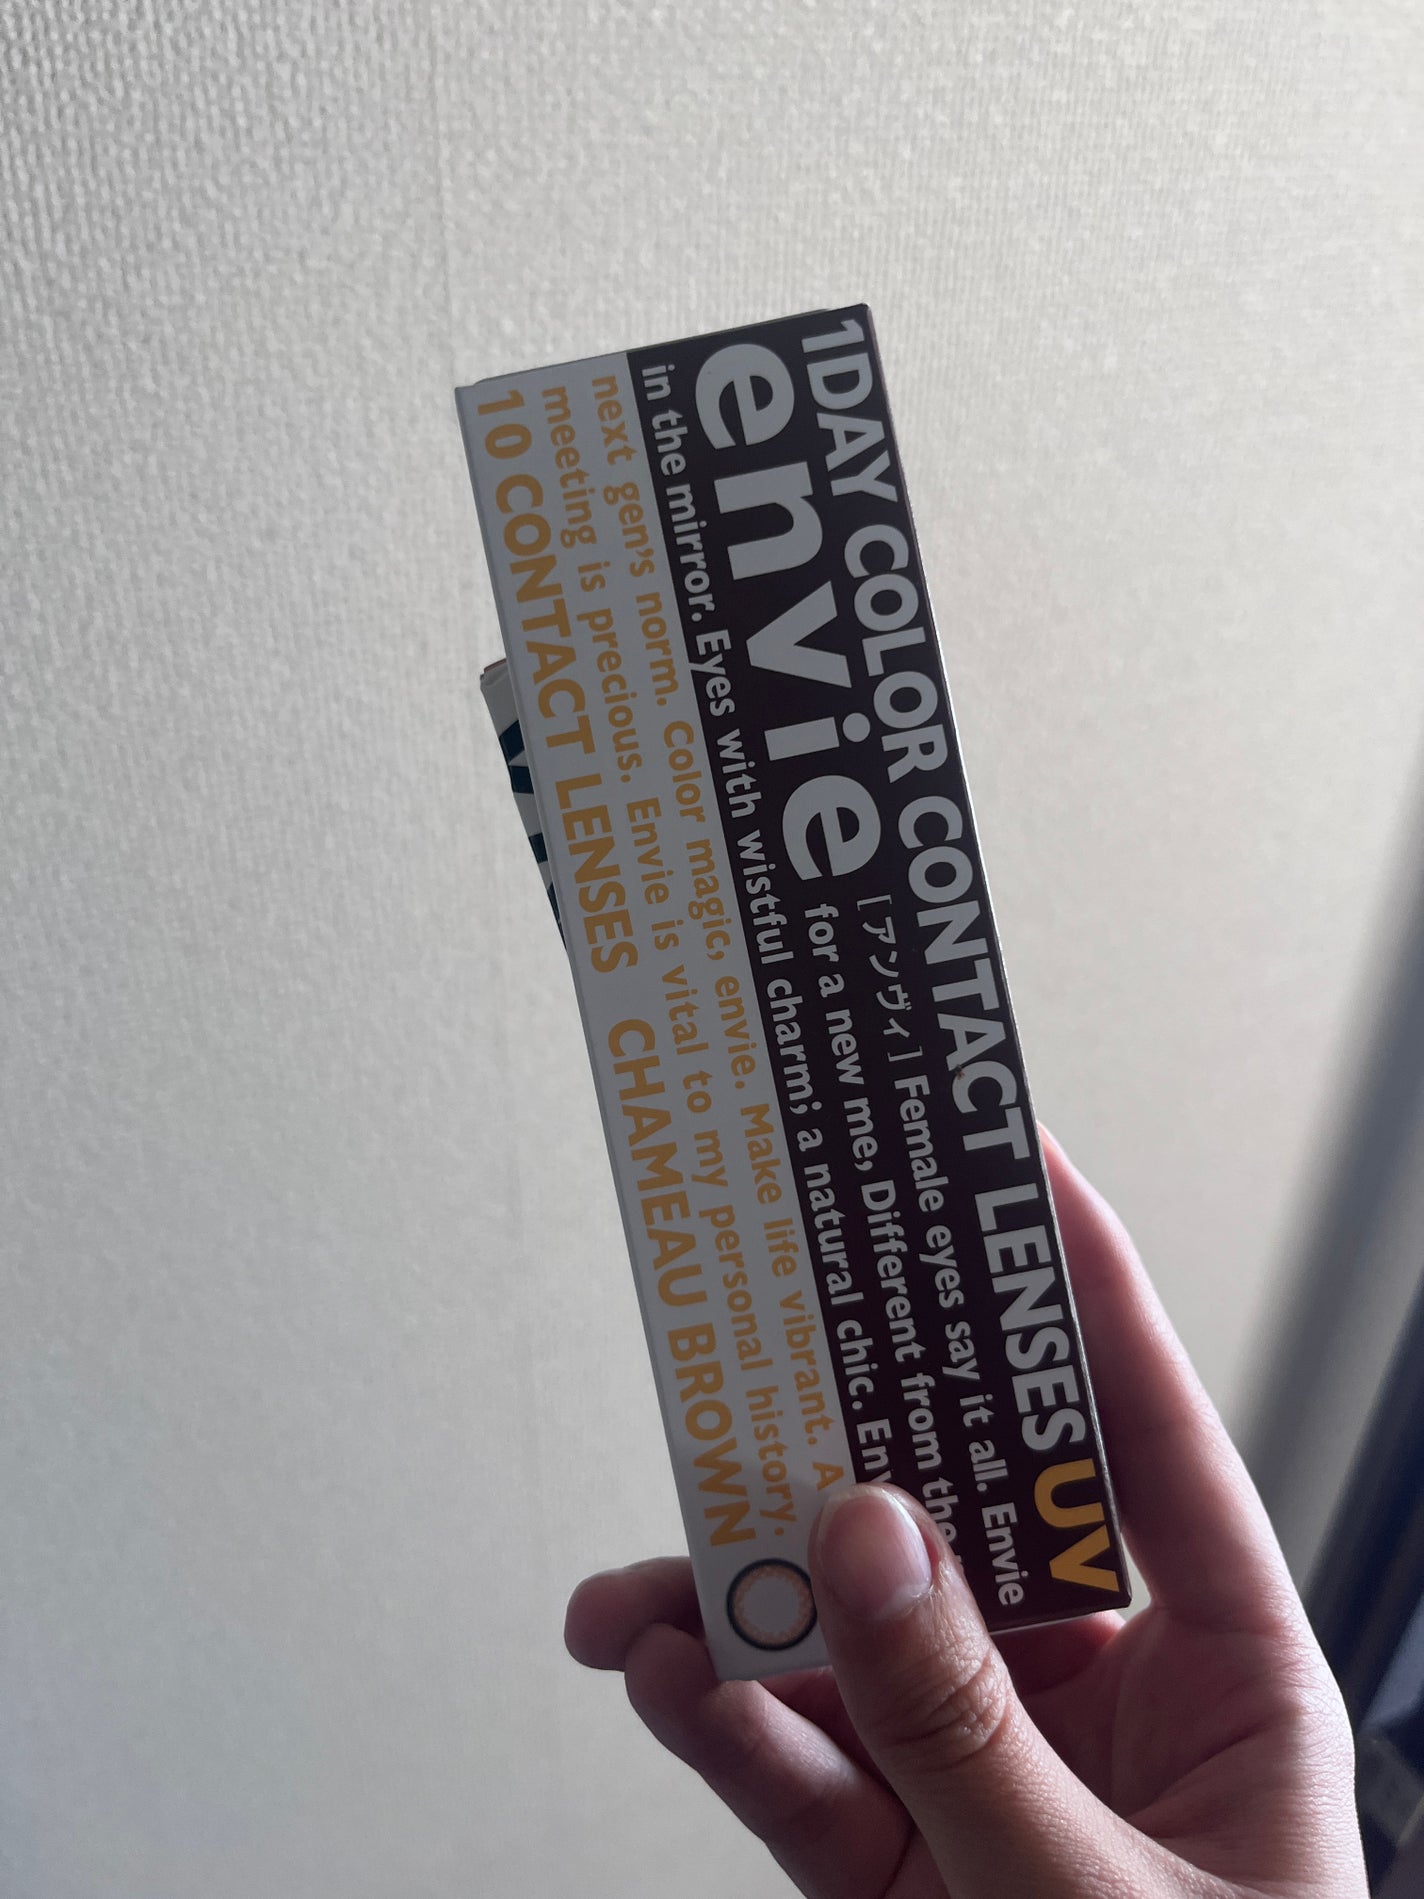 1DAY COLOR CONTACT LENSES UV
envie [アンヴィ] Female eyes say it all. Envie
for a new me, Different from the
in the mirror. Eyes with wistful charm; a natural chic.
next gen's norm. Color magic, envie. Make life vibrant. A
meeting is precious. Envie is vital to my personal history.
10 CONTACT LENSES CHAMEAU BROWN